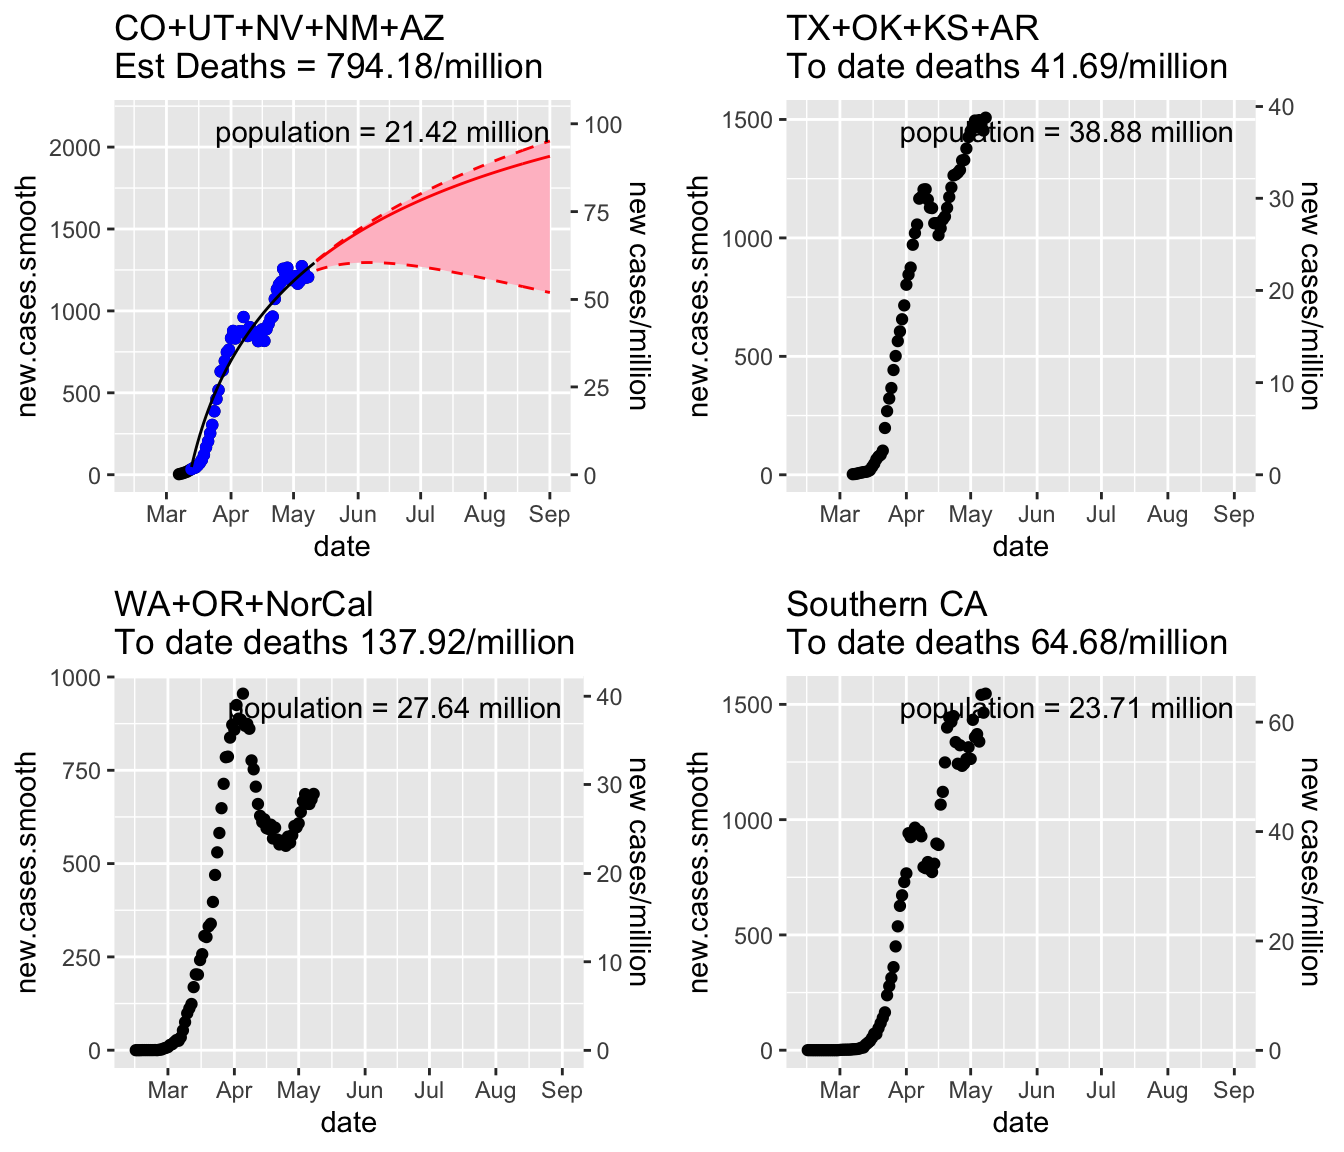 CO+UT+NV+NM+AZ
Est Deaths = 794.18/million
population = 21.42 million
new.cases.smooth
2000
1500
1000
500
0
100
75
50
25
0
new cases/million
Mar Apr May Jun Jul Aug Sep
date
TX+OK+KS+AR
To date deaths 41.69/million
population = 38.88 million
new.cases.smooth
1500
1000
500
0
40
30
20
10
0
new cases/million
Mar Apr May Jun Jul Aug Sep
date
WA+OR+NorCal
To date deaths 137.92/million
population = 27.64 million
new.cases.smooth
1000
750
500
250
0
40
30
20
10
0
new cases/million
Mar Apr May Jun Jul Aug Sep
date
Southern CA
To date deaths 64.68/million
population = 23.71 million
new.cases.smooth
1500
1000
500
0
60
40
20
0
new cases/million
Mar Apr May Jun Jul Aug Sep
date